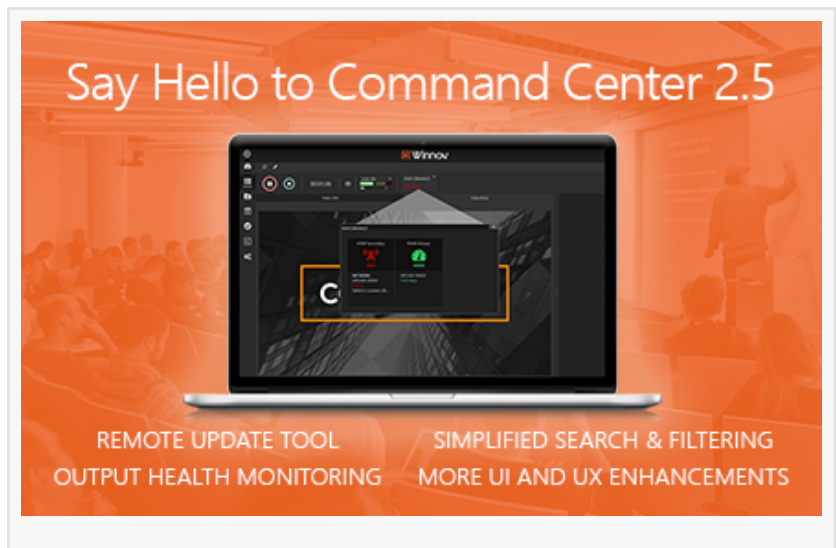 Say Hello to Command Center 2.5
Winnov
REMOTE UPDATE TOOL
SIMPLIFIED SEARCH & FILTERING
OUTPUT HEALTH MONITORING
MORE UI AND UX ENHANCEMENTS